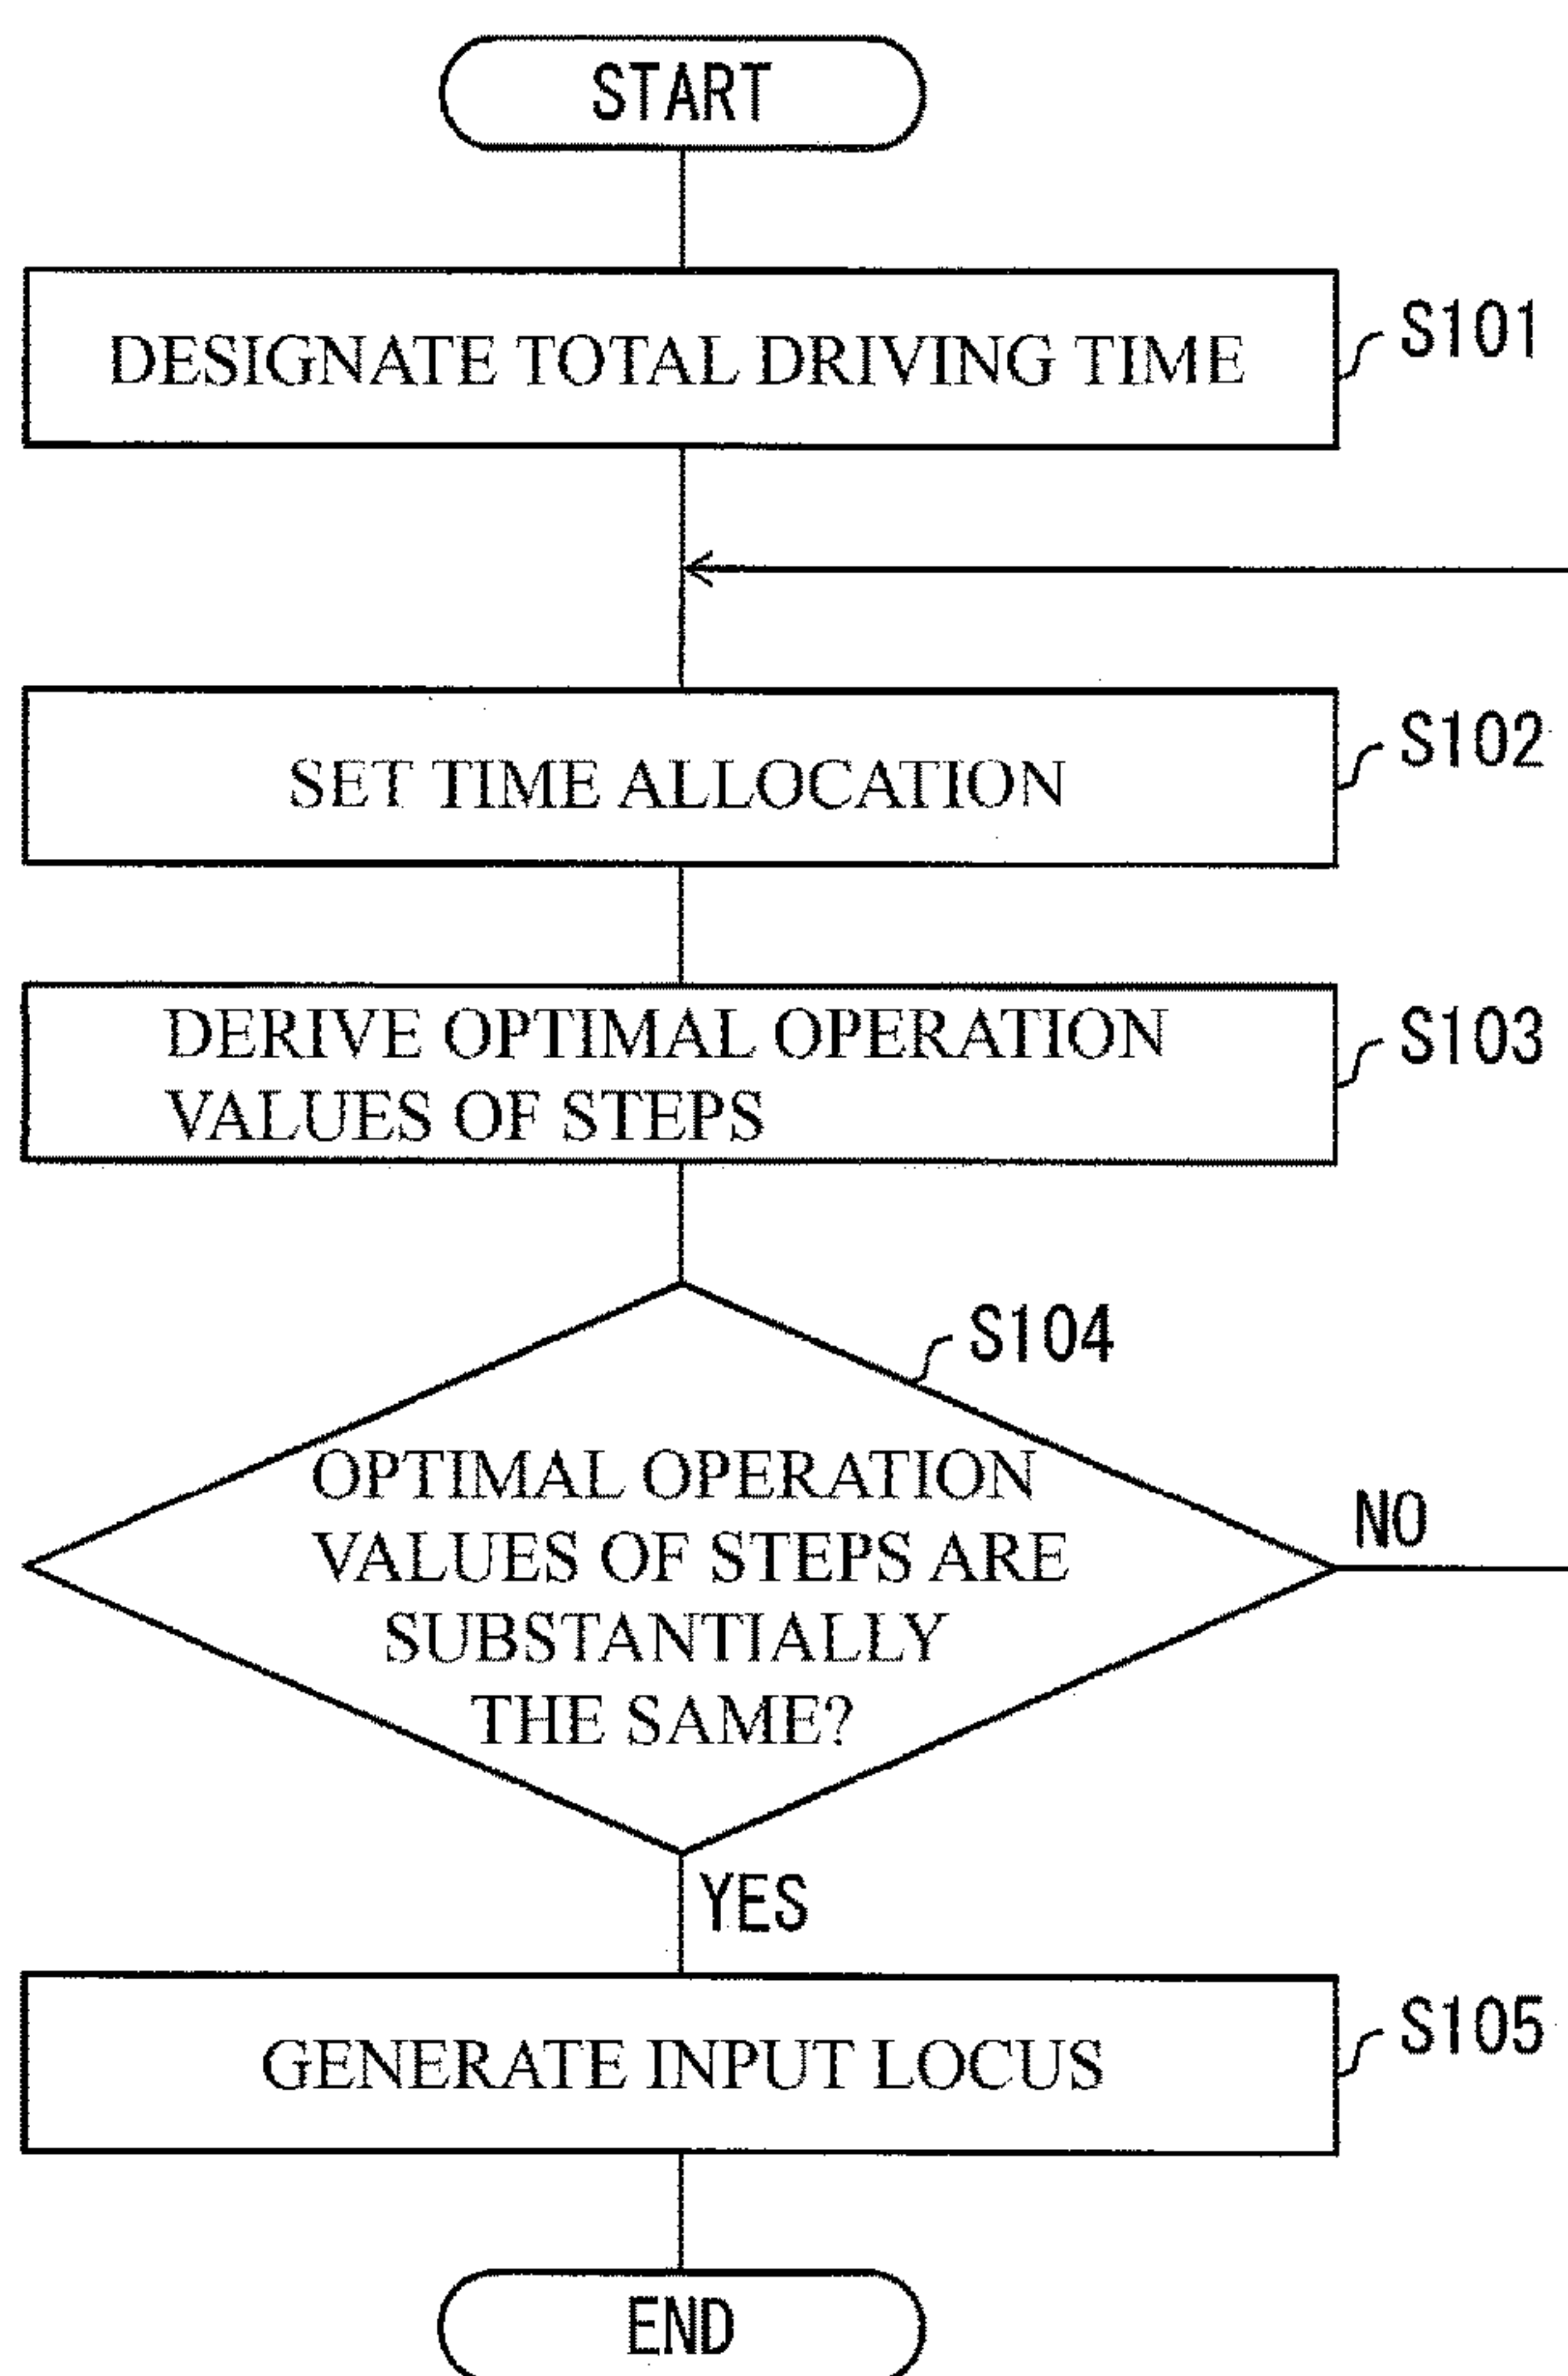 START
DESIGNATE TOTAL DRIVING TIME
S101
SET TIME ALLOCATION
S102
DERIVE OPTIMAL OPERATION
VALUES OF STEPS
S103
S104
OPTIMAL OPERATION
VALUES OF STEPS ARE
SUBSTANTIALLY
THE SAME?
NO
YES
GENERATE INPUT LOCUS
S105
END